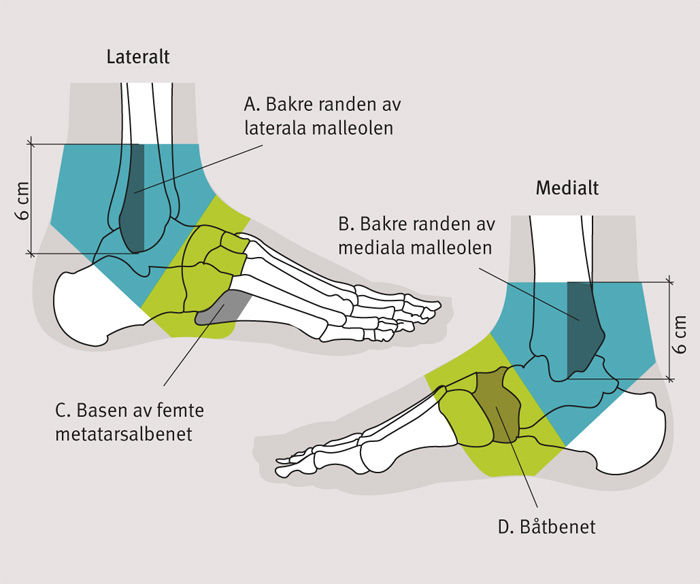 Lateralt
A. Bakre randen av
laterala malleolen
6 cm
Medialt
B. Bakre randen av
mediala malleolen
6 cm
C. Basen av femte
metatarsalbenet
D. Båtbenet